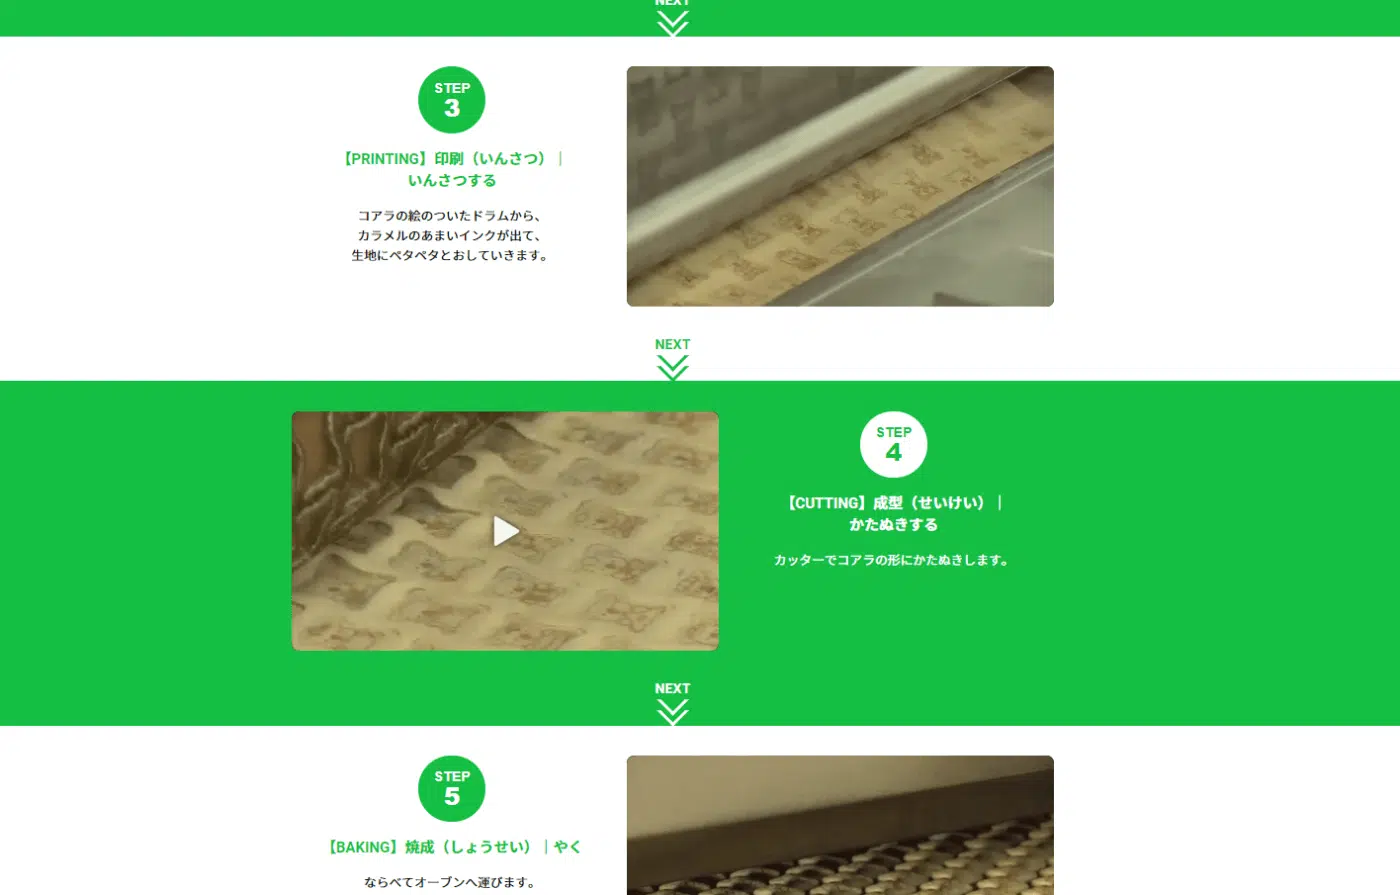 NEXT
STEP
3
【PRINTING】印刷（いんさつ）｜
いんさつする
コアラの絵のついたドラムから、
カラメルのあまいインクが出て、
生地にペタペタとおしていきます。
NEXT
STEP
4
【CUTTING】成型（せいけい）｜
かたぬきする
カッターでコアラの形にかたぬきします。
NEXT
STEP
5
【BAKING】焼成（しょうせい）｜やく
ならべてオーブンへ運びます。